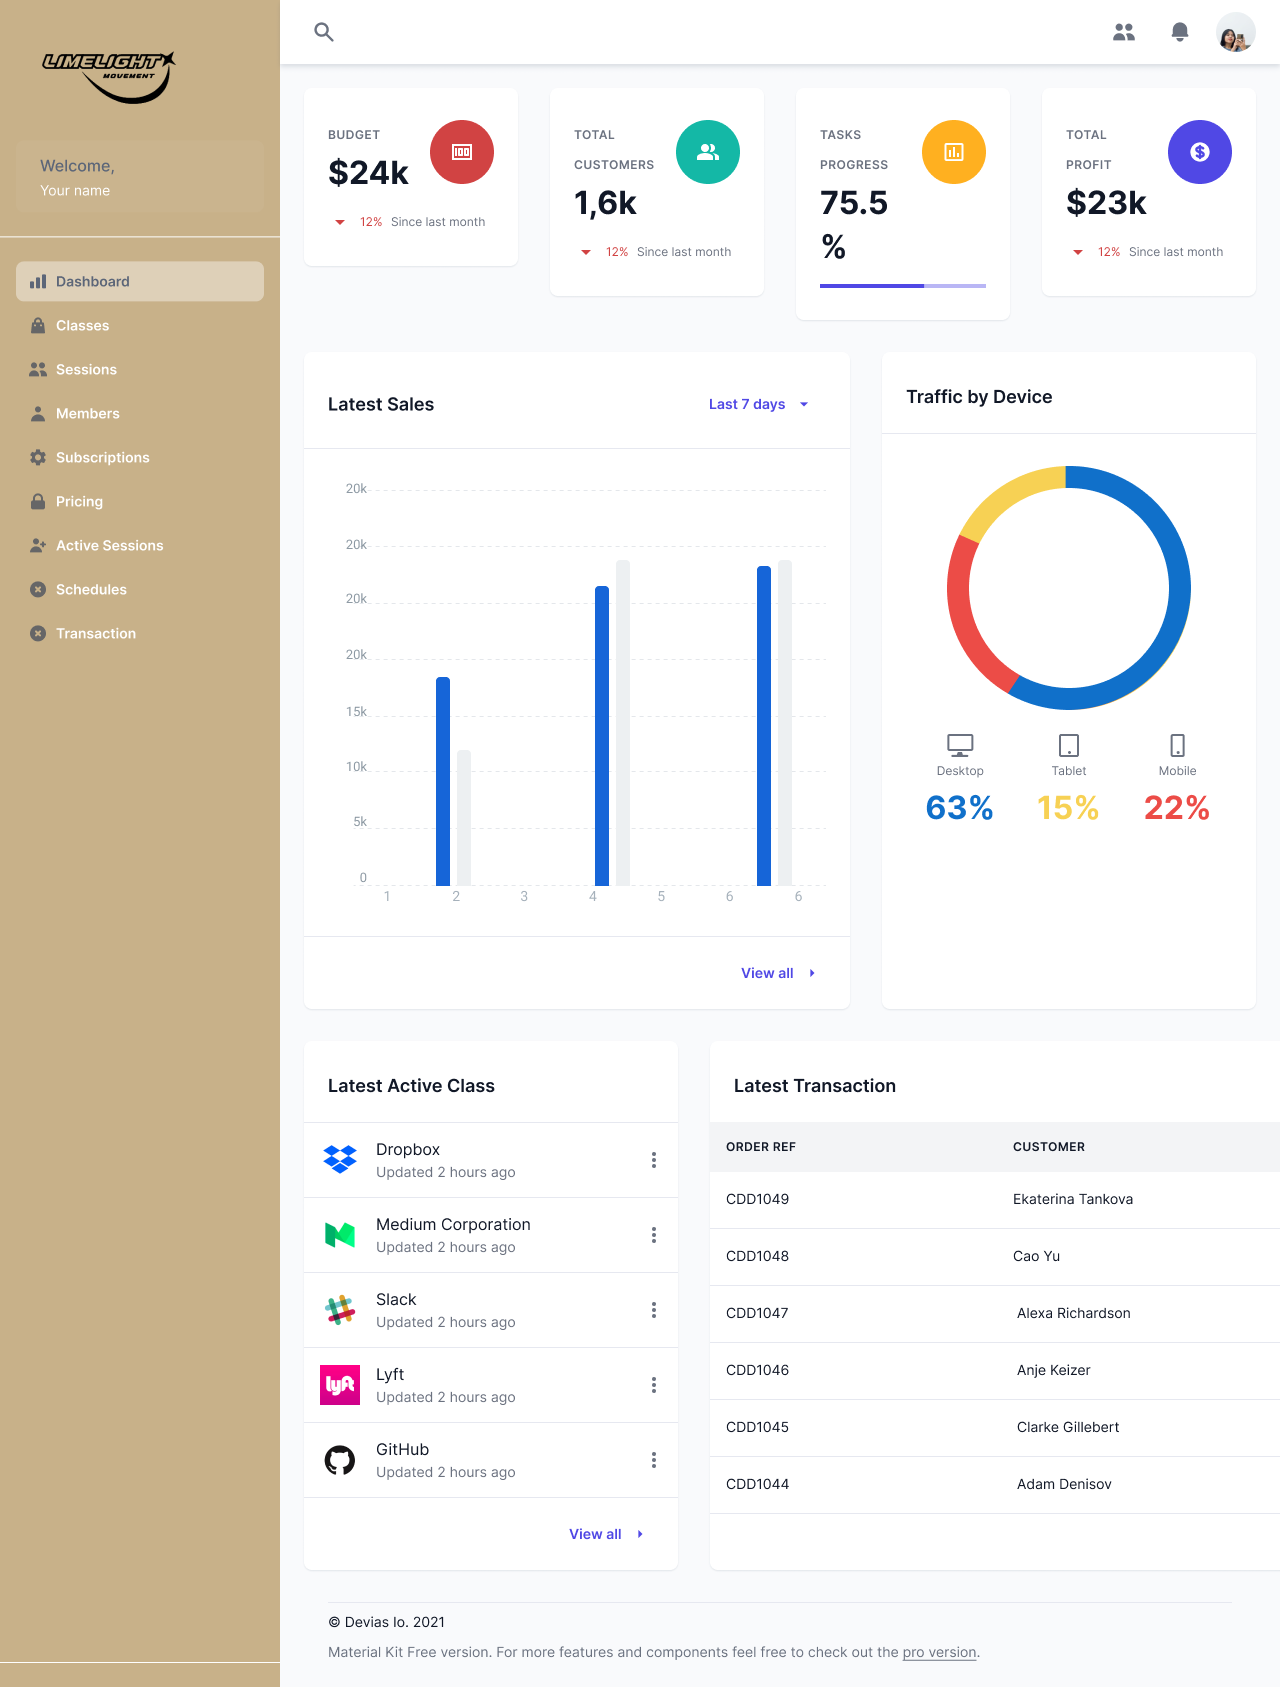 LIMELIGHT
MOVEMENT
Welcome,
Your name
Dashboard
Classes
Sessions
Members
Subscriptions
Pricing
Active Sessions
Schedules
Transaction
BUDGET
$24k
12% Since last month
TOTAL
CUSTOMERS
1,6k
12% Since last month
TASKS
PROGRESS
75.5
%
TOTAL
PROFIT
$23k
12% Since last month
Latest Sales
Last 7 days
20k
20k
20k
20k
15k
10k
5k
0
1 2 3 4 5 6 6
View all
Traffic by Device
Desktop Tablet Mobile
63% 15% 22%
Latest Active Class
Dropbox
Updated 2 hours ago
Medium Corporation
Updated 2 hours ago
Slack
Updated 2 hours ago
Lyft
Updated 2 hours ago
GitHub
Updated 2 hours ago
View all
Latest Transaction
ORDER REF CUSTOMER
CDD1049 Ekaterina Tankova
CDD1048 Cao Yu
CDD1047 Alexa Richardson
CDD1046 Anje Keizer
CDD1045 Clarke Gillebert
CDD1044 Adam Denisov
© Devias Io. 2021
Material Kit Free version. For more features and components feel free to check out the pro version.